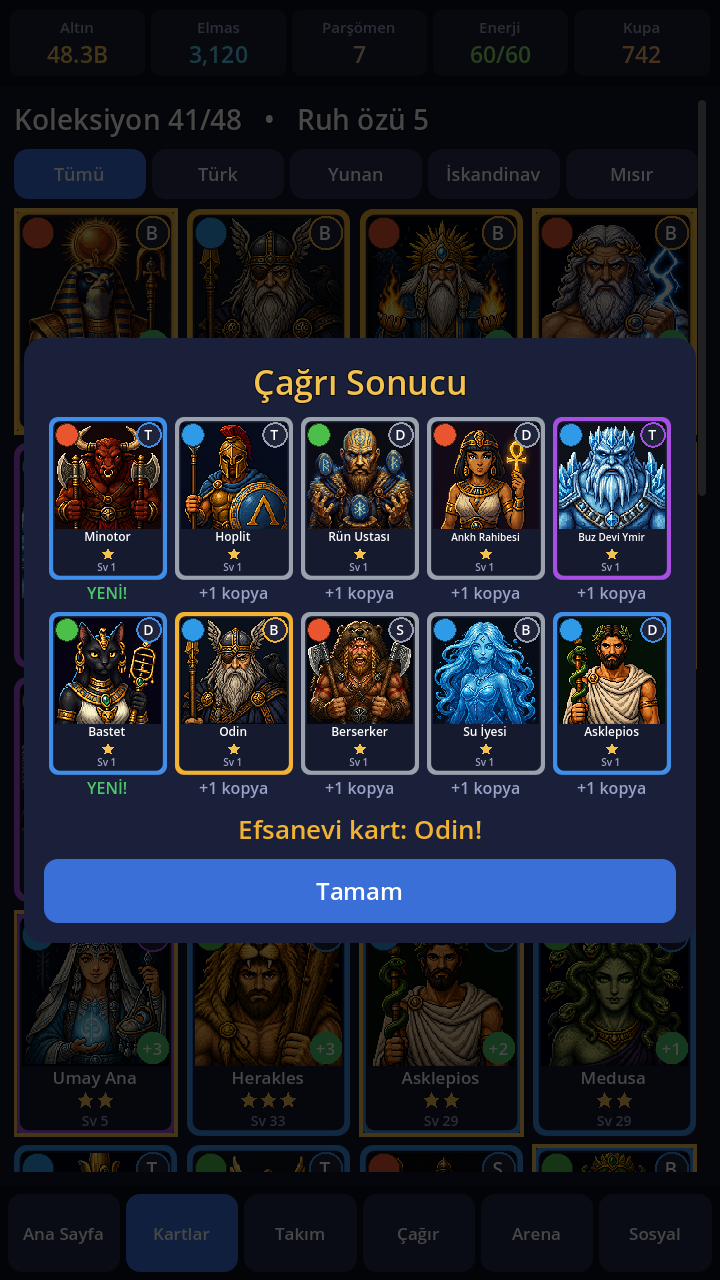 Altın Elmas Parşömen Enerji Kupa
48.3B 3,120 7 60/60 742
Koleksiyon 41/48 • Ruh özü 5
Tümü Türk Yunan İskandinav Mısır
B B B B
Çağrı Sonucu
T T D D T
Minotor Hoplit Rün Ustası Ankh Rahibesi Buz Devi Ymir
Sv 1 Sv 1 Sv 1 Sv 1 Sv 1
YENİ! +1 kopya +1 kopya +1 kopya +1 kopya
D B S B D
Bastet Odin Berserker Su İyesi Asklepios
Sv 1 Sv 1 Sv 1 Sv 1 Sv 1
YENİ! +1 kopya +1 kopya +1 kopya +1 kopya
Efsanevi kart: Odin!
Tamam
+3 +3 +2 +1
Umay Ana Herakles Asklepios Medusa
Sv 5 Sv 33 Sv 29 Sv 29
T T S B
Ana Sayfa Kartlar Takım Çağır Arena Sosyal